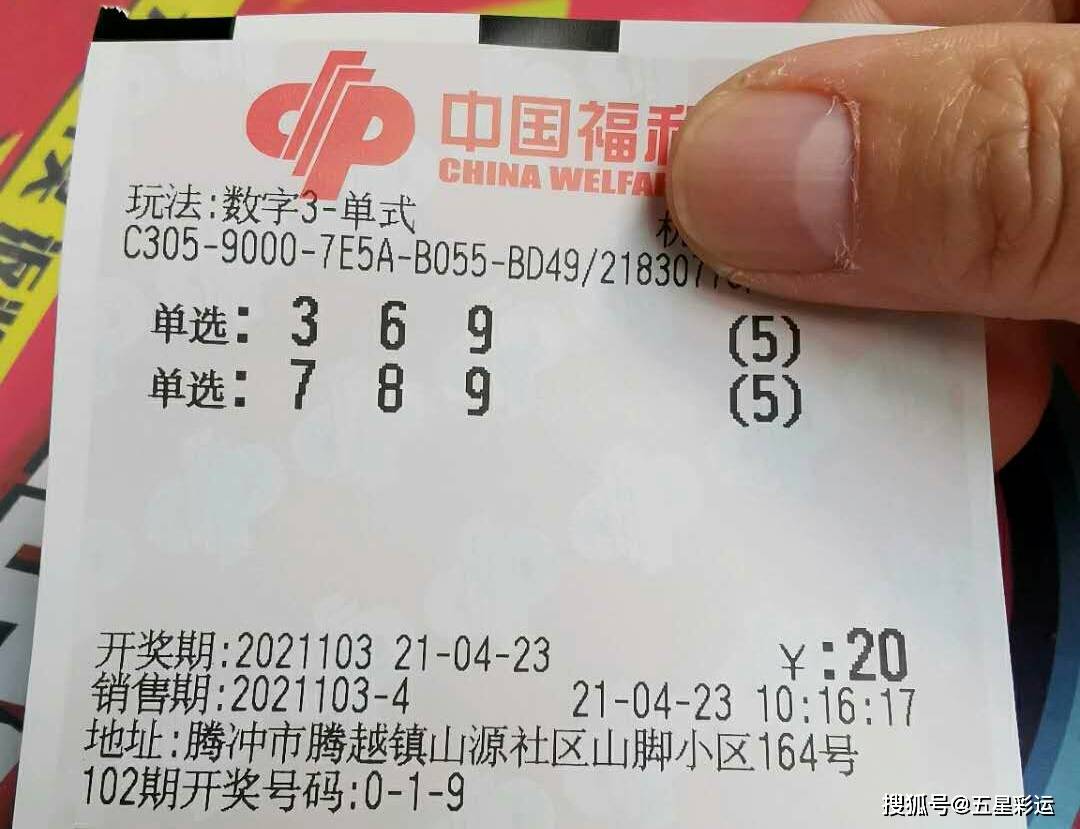 中国福利
CHINA WELFA
玩法:数字3-单式
C305-9000-7E5A-B055-BD49/218307
单选: 3 6 9 (5)
单选: 7 8 9 (5)
开奖期:2021103 21-04-23 ¥:20
销售期:2021103-4 21-04-23 10:16:17
地址:腾冲市腾越镇山源社区山脚小区164号
102期开奖号码:0-1-9
搜狐号@五星彩运